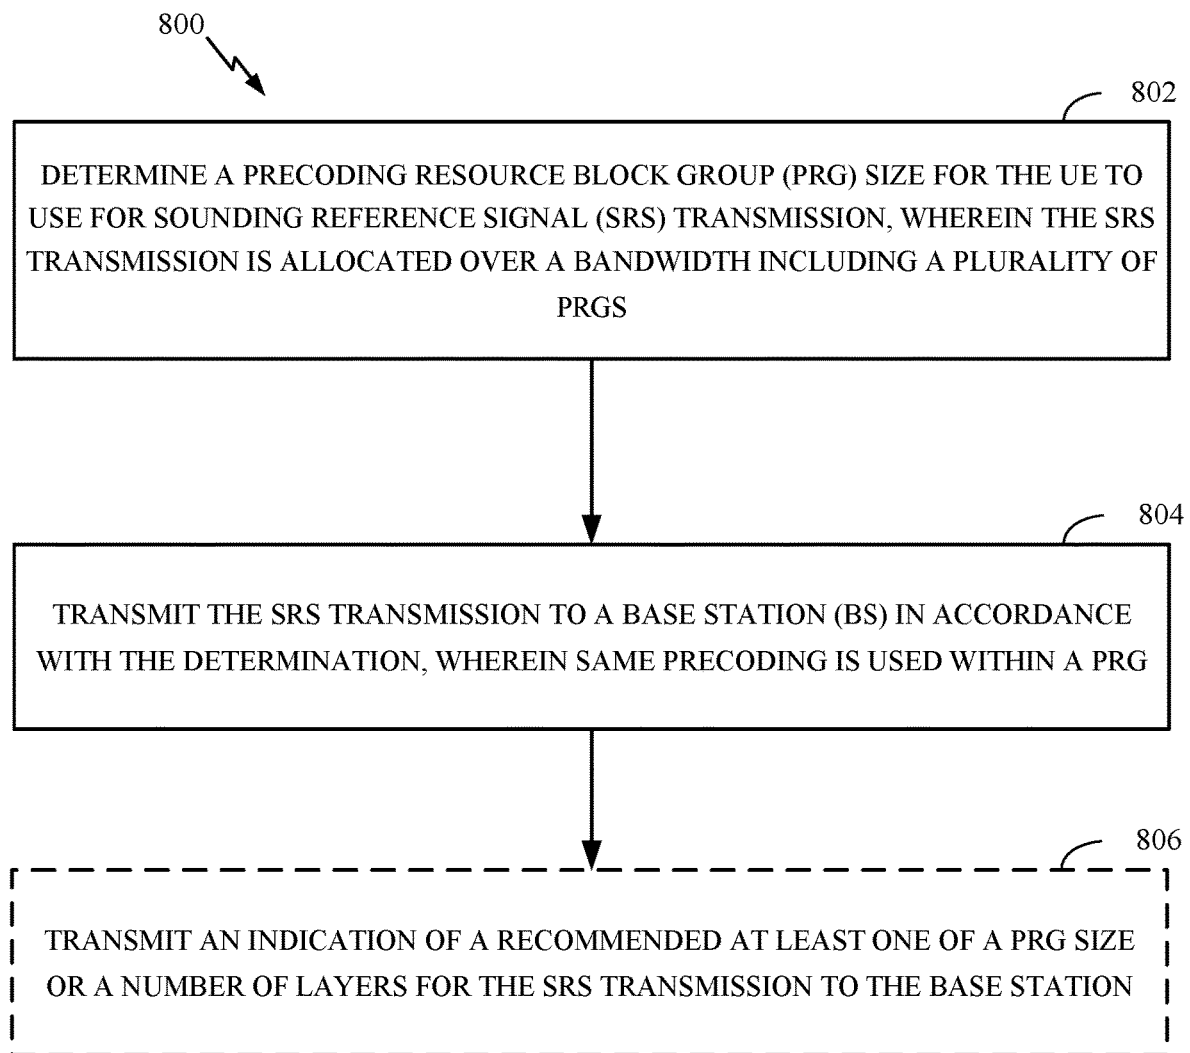 800
802
DETERMINE A PRECODING RESOURCE BLOCK GROUP (PRG) SIZE FOR THE UE TO
USE FOR SOUNDING REFERENCE SIGNAL (SRS) TRANSMISSION, WHEREIN THE SRS
TRANSMISSION IS ALLOCATED OVER A BANDWIDTH INCLUDING A PLURALITY OF
PRGS
804
TRANSMIT THE SRS TRANSMISSION TO A BASE STATION (BS) IN ACCORDANCE
WITH THE DETERMINATION, WHEREIN SAME PRECODING IS USED WITHIN A PRG
806
TRANSMIT AN INDICATION OF A RECOMMENDED AT LEAST ONE OF A PRG SIZE
OR A NUMBER OF LAYERS FOR THE SRS TRANSMISSION TO THE BASE STATION